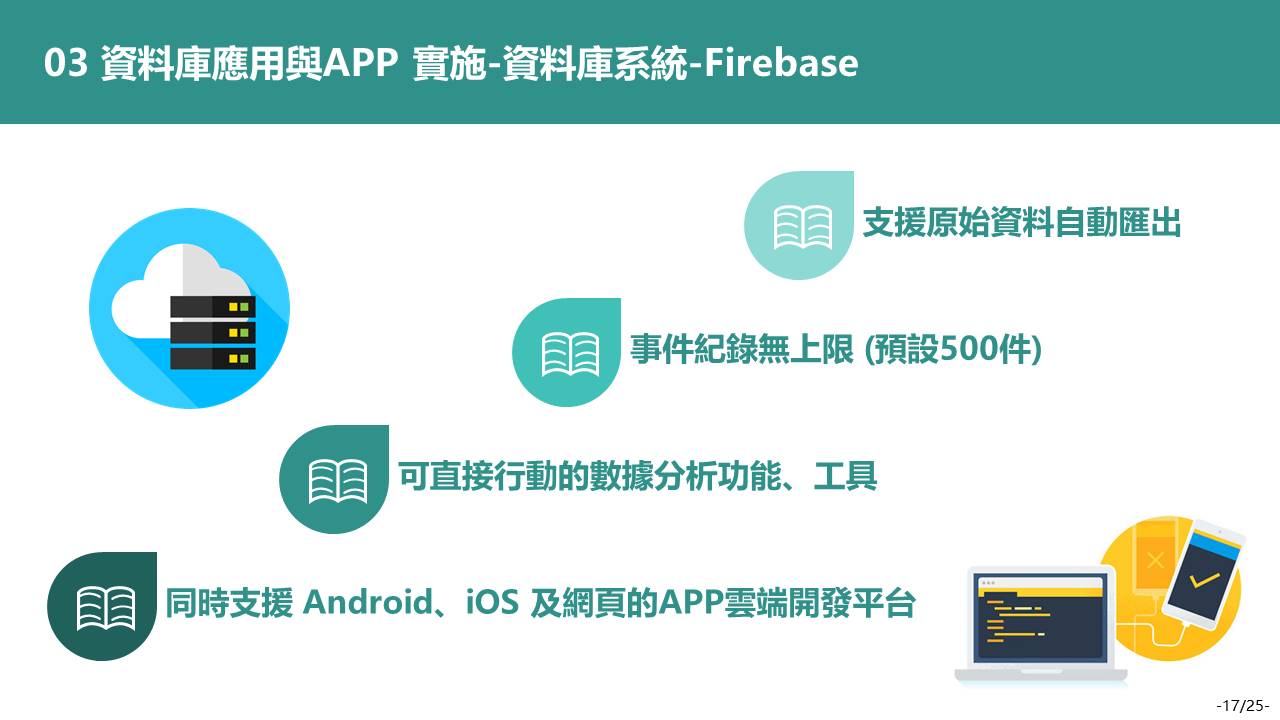 03 資料庫應用與APP 實施-資料庫系統-Firebase
支援原始資料自動匯出
事件紀錄無上限 (預設500件)
可直接行動的數據分析功能、工具
同時支援 Android、iOS 及網頁的APP雲端開發平台
-17/25-